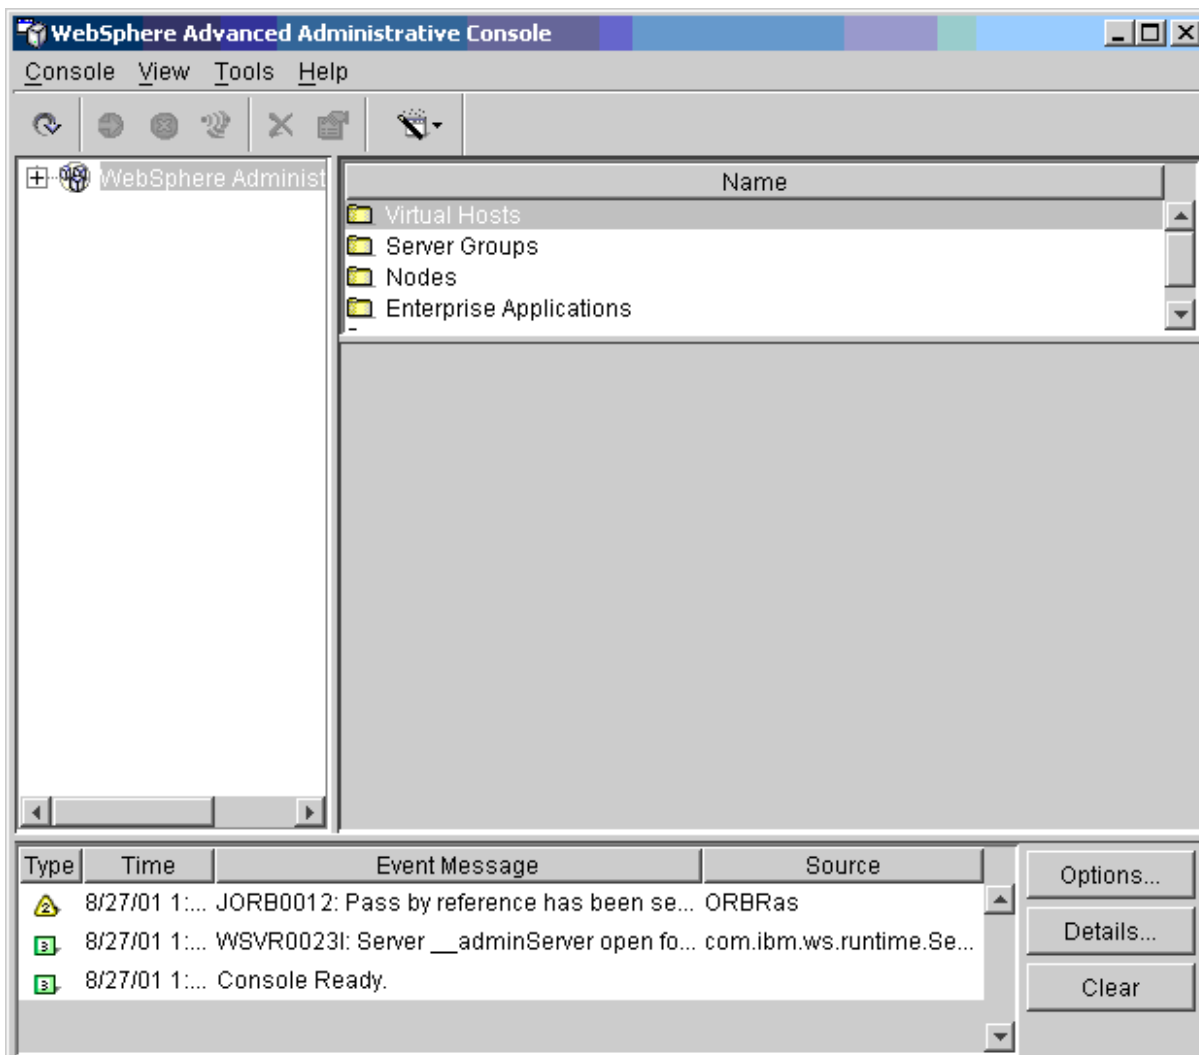 WebSphere Advanced Administrative Console
Console View Tools Help
WebSphere Administ
Name
Virtual Hosts
Server Groups
Nodes
Enterprise Applications
Type Time Event Message Source
2 8/27/01 1:... JORB0012: Pass by reference has been se... ORBRas
3 8/27/01 1:... WSVR0023I: Server __adminServer open fo... com.ibm.ws.runtime.Se...
3 8/27/01 1:... Console Ready.
Options...
Details...
Clear